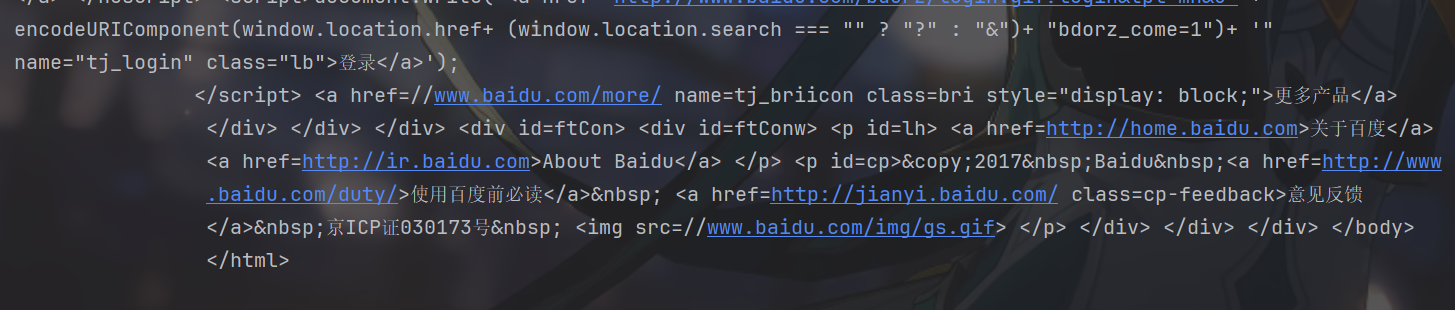 encodeURIComponent(window.location.href+ (window.location.search === "" ? "?" : "&")+ "bdorz_come=1")+ '"
name="tj_login" class="lb">登录</a>');
</script> <a href=//www.baidu.com/more/ name=tj_briicon class=bri style="display: block;">更多产品</a>
</div> </div> </div> <div id=ftCon> <div id=ftConw> <p id=lh> <a href=http://home.baidu.com>关于百度</a>
<a href=http://ir.baidu.com>About Baidu</a> </p> <p id=cp>&copy;2017&nbsp;Baidu&nbsp;<a href=http://www
.baidu.com/duty/>使用百度前必读</a>&nbsp; <a href=http://jianyi.baidu.com/ class=cp-feedback>意见反馈
</a>&nbsp;京ICP证030173号&nbsp; <img src=//www.baidu.com/img/gs.gif> </p> </div> </div> </div> </body>
</html>